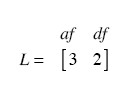 af df
L = [3 2]